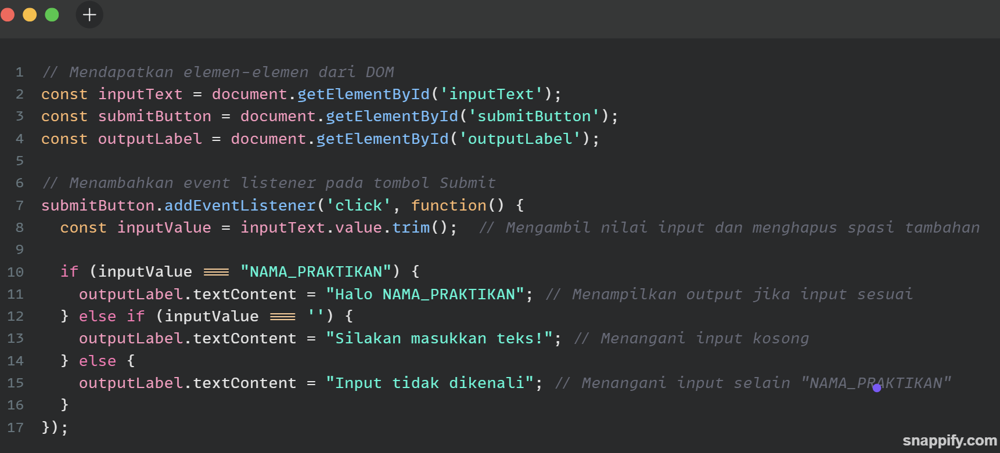 1 // Mendapatkan elemen-elemen dari DOM
2 const inputText = document.getElementById('inputText');
3 const submitButton = document.getElementById('submitButton');
4 const outputLabel = document.getElementById('outputLabel');
5
6 // Menambahkan event listener pada tombol Submit
7 submitButton.addEventListener('click', function() {
8   const inputValue = inputText.value.trim();  // Mengambil nilai input dan menghapus spasi tambahan
9
10   if (inputValue === "NAMA_PRAKTIKAN") {
11     outputLabel.textContent = "Halo NAMA_PRAKTIKAN"; // Menampilkan output jika input sesuai
12   } else if (inputValue === '') {
13     outputLabel.textContent = "Silakan masukkan teks!"; // Menangani input kosong
14   } else {
15     outputLabel.textContent = "Input tidak dikenali"; // Menangani input selain "NAMA_PRAKTIKAN"
16   }
17 });
snappify.com